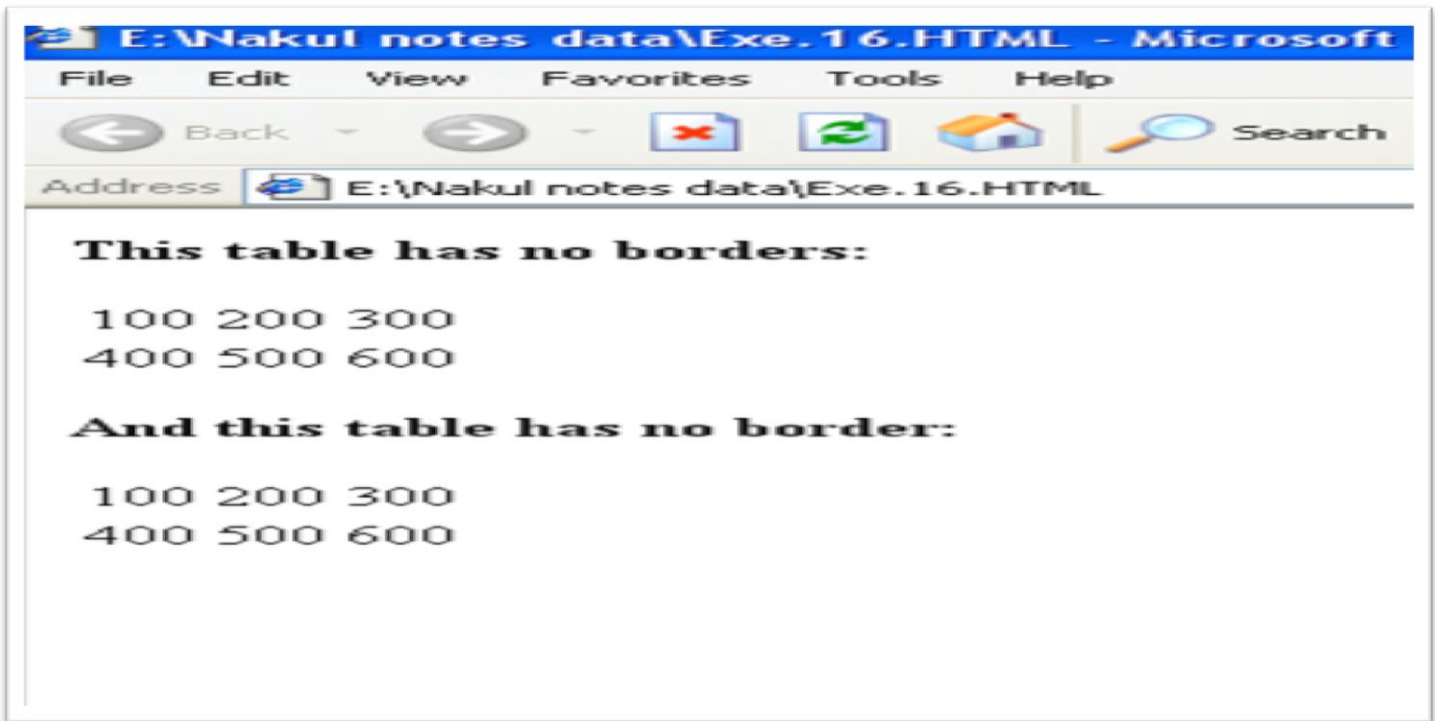 E:\Nakul notes data\Exe.16.HTML - Microsoft
File Edit View Favorites Tools Help
Back Search
Address E:\Nakul notes data\Exe.16.HTML
This table has no borders:
100 200 300
400 500 600
And this table has no border:
100 200 300
400 500 600